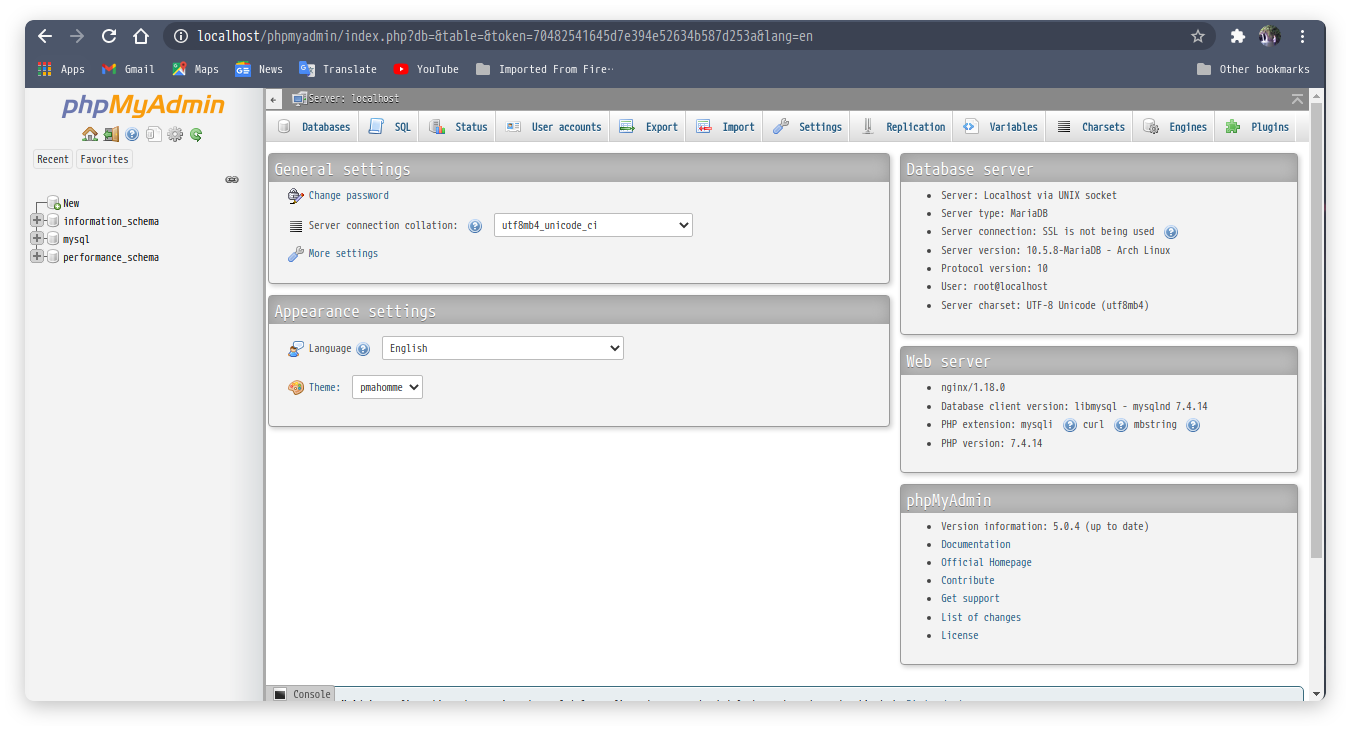 localhost/phpmyadmin/index.php?db=&table=&token=70482541645d7e394e52634b587d253a&lang=en
Apps Gmail Maps News Translate YouTube Imported From Fire… Other bookmarks
phpMyAdmin
Recent Favorites
New
information_schema
mysql
performance_schema
Server: localhost
Databases SQL Status User accounts Export Import Settings Replication Variables Charsets Engines Plugins
General settings
Change password
Server connection collation: utf8mb4_unicode_ci
More settings
Appearance settings
Language English
Theme: pmahomme
Database server
Server: Localhost via UNIX socket
Server type: MariaDB
Server connection: SSL is not being used
Server version: 10.5.8-MariaDB - Arch Linux
Protocol version: 10
User: root@localhost
Server charset: UTF-8 Unicode (utf8mb4)
Web server
nginx/1.18.0
Database client version: libmysql - mysqlnd 7.4.14
PHP extension: mysqli curl mbstring
PHP version: 7.4.14
phpMyAdmin
Version information: 5.0.4 (up to date)
Documentation
Official Homepage
Contribute
Get support
List of changes
License
Console